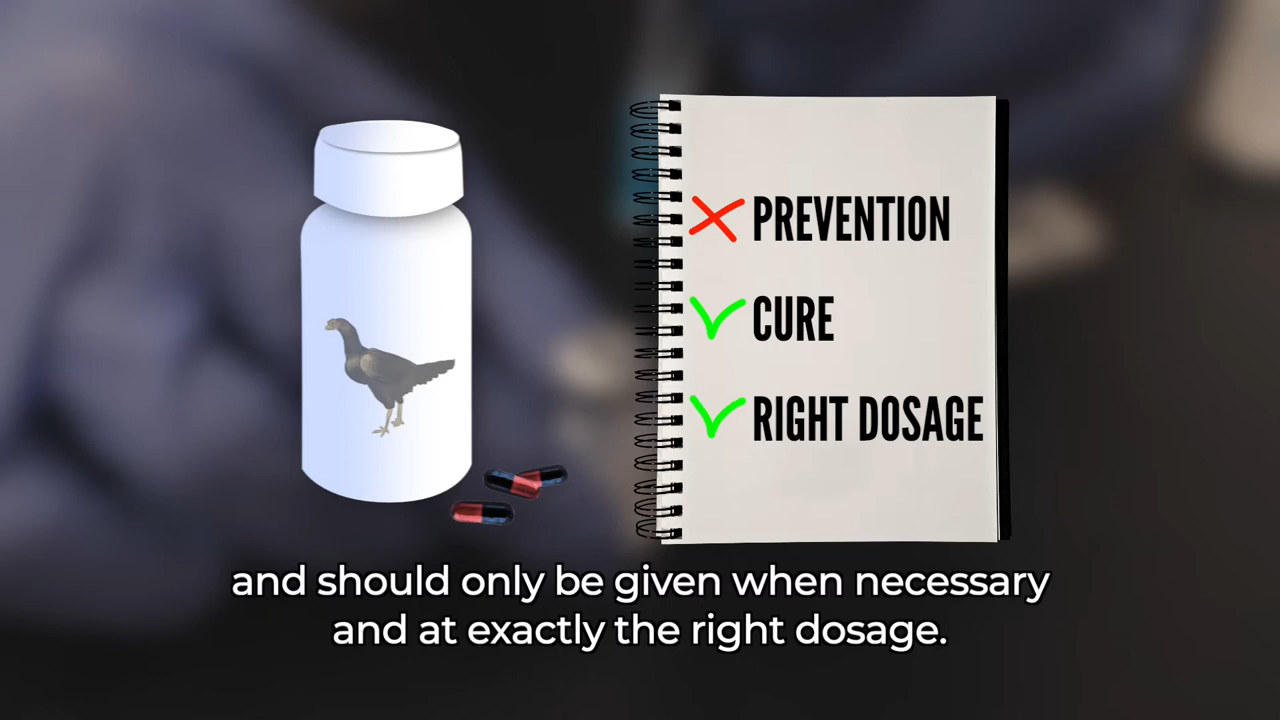 PREVENTION
CURE
RIGHT DOSAGE
and should only be given when necessary
and at exactly the right dosage.